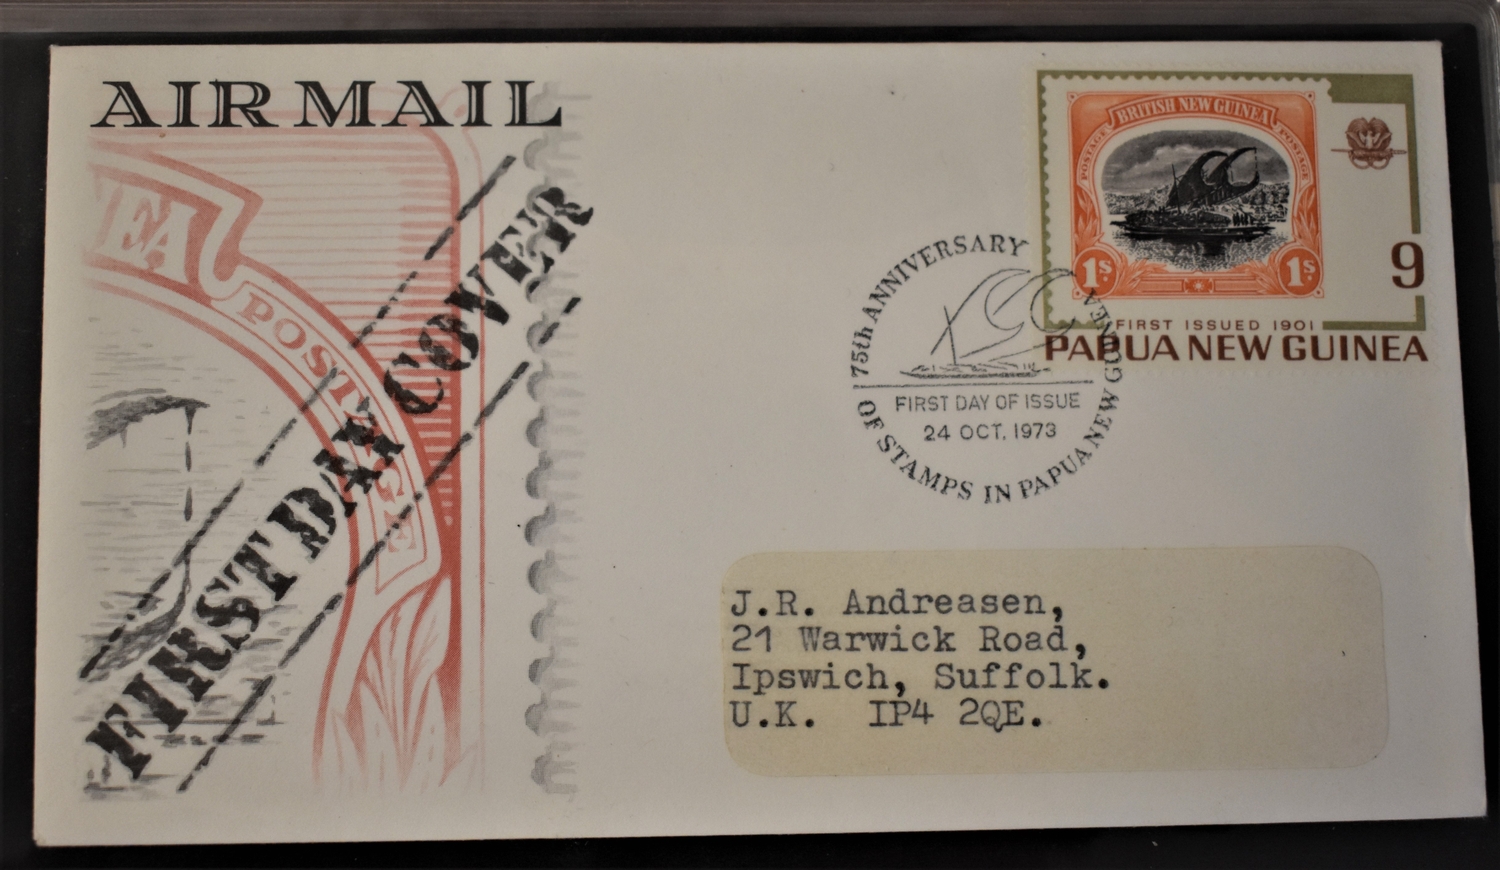 AIR MAIL
EA
POSTAGE
FIRST DAY COVER
BRITISH NEW GUINEA
POSTAGE
POSTAGE
1S.
1S.
9
FIRST ISSUED 1901
PAPUA NEW GUINEA
75th ANNIVERSARY
OF STAMPS IN PAPUA NEW GUINEA
FIRST DAY OF ISSUE
24 OCT. 1973
J.R. Andreasen,
21 Warwick Road,
Ipswich, Suffolk.
U.K. IP4 2QE.